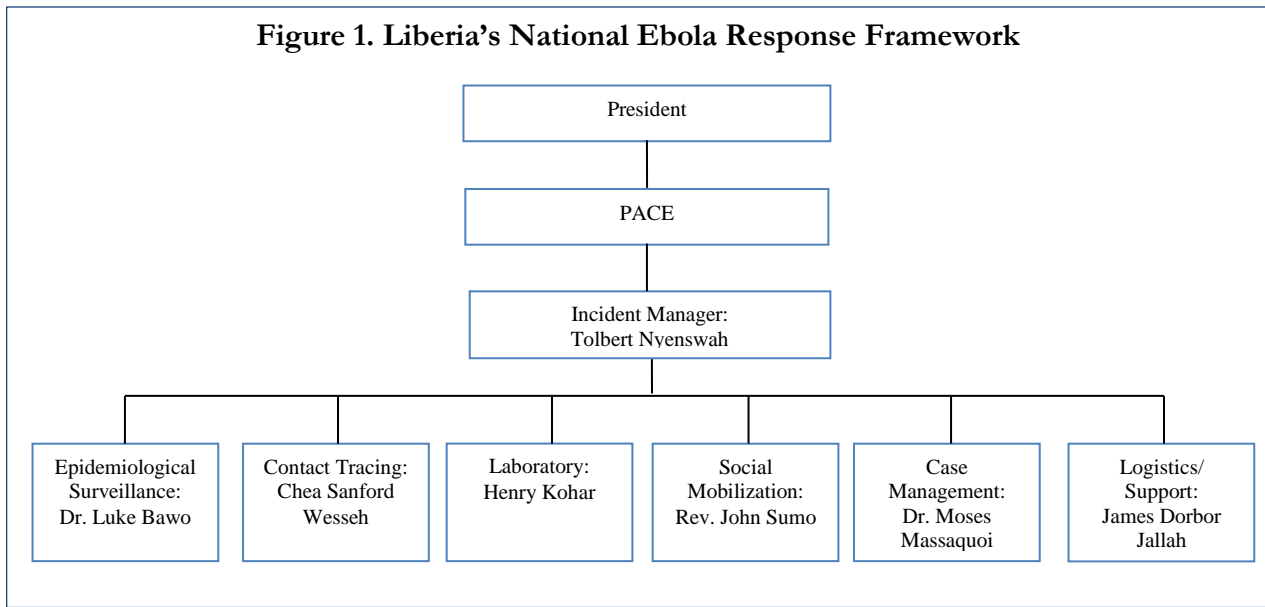 Figure 1. Liberia’s National Ebola Response Framework
President
PACE
Incident Manager:
Tolbert Nyenswah
Epidemiological
Surveillance:
Dr. Luke Bawo
Contact Tracing:
Chea Sanford
Wesseh
Laboratory:
Henry Kohar
Social
Mobilization:
Rev. John Sumo
Case
Management:
Dr. Moses
Massaquoi
Logistics/
Support:
James Dorbor
Jallah